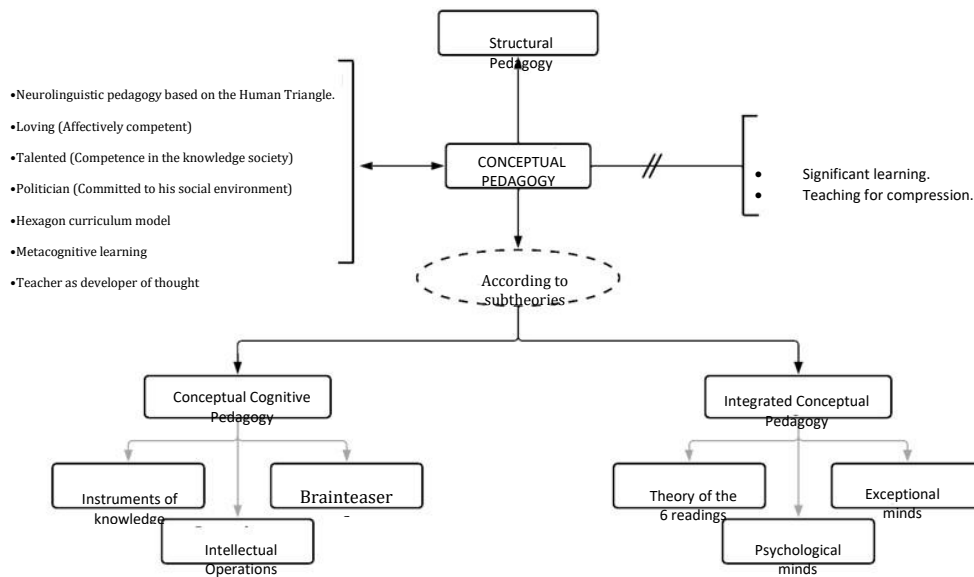 Structural
Pedagogy
•Neurolinguistic pedagogy based on the Human Triangle.
•Loving (Affectively competent)
•Talented (Competence in the knowledge society)
•Politician (Committed to his social environment)
•Hexagon curriculum model
•Metacognitive learning
•Teacher as developer of thought
CONCEPTUAL
PEDAGOGY
• Significant learning.
• Teaching for compression.
According to
subtheories
Conceptual Cognitive
Pedagogy
Integrated Conceptual
Pedagogy
Instruments of
knowledge
Brainteaser
Intellectual
Operations
Theory of the
6 readings
Exceptional
minds
Psychological
minds